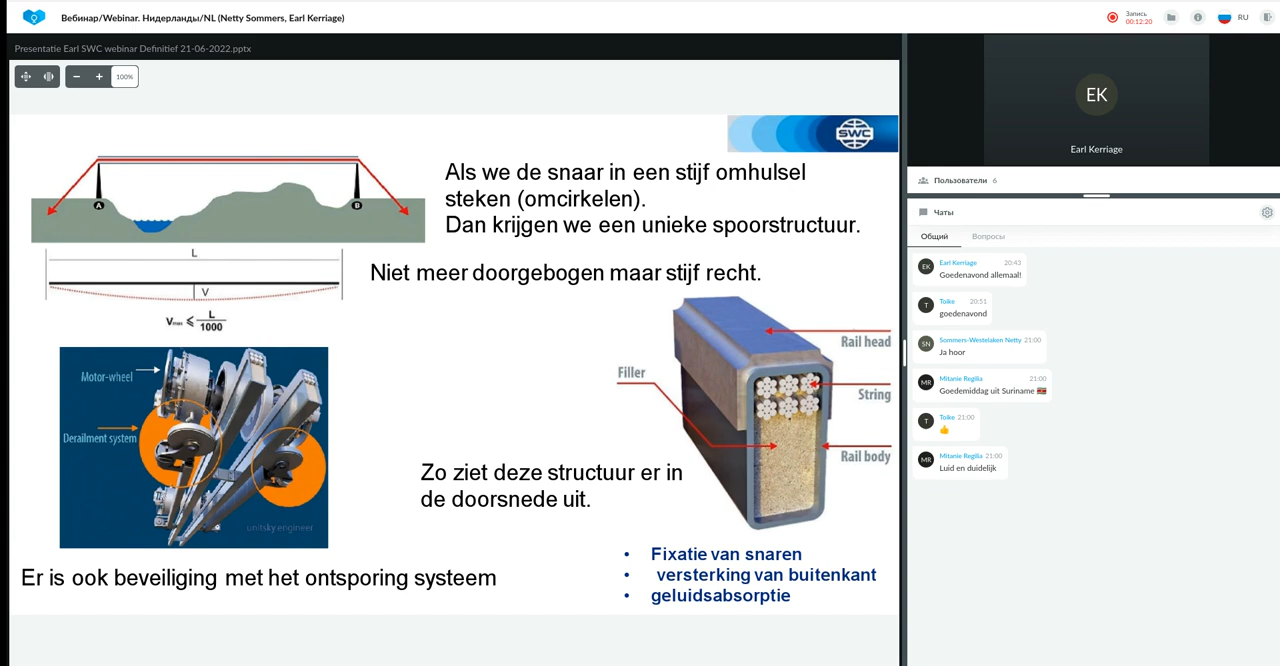 Вебинар/Webinar. Нидерланды/NL (Netty Sommers, Earl Kerriage)
Запись
00:12:20
RU
Presentatie Earl SWC webinar Definitief 21-06-2022.pptx
100%
SWC
Als we de snaar in een stijf omhulsel
steken (omcirkelen).
Dan krijgen we een unieke spoorstructuur.
A
B
L
V
Niet meer doorgebogen maar stijf recht.
Vmax ⩽ L
1000
Motor-wheel
Derailment system
unitsky engineer
Rail head
Filler
String
Rail body
Zo ziet deze structuur er in
de doorsnede uit.
• Fixatie van snaren
• versterking van buitenkant
• geluidsabsorptie
Er is ook beveiliging met het ontsporing systeem
EK
Earl Kerriage
Пользователи 6
Чаты
Общий Вопросы
EK
Earl Kerriage 20:43
Goedenavond allemaal!
T
Toike 20:51
goedenavond
SN
Sommers-Westelaken Netty 21:00
Ja hoor
MR
Mitanie Regilia 21:00
Goedemiddag uit Suriname 🇸🇷
T
Toike 21:00
👍
MR
Mitanie Regilia 21:00
Luid en duidelijk